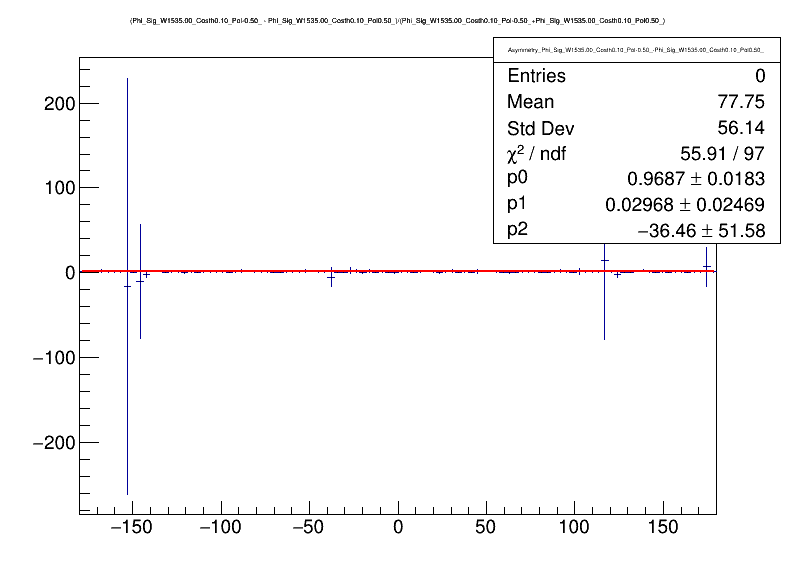 (Phi_Sig_W1535.00_Costh0.10_Pol-0.50_ - Phi_Sig_W1535.00_Costh0.10_Pol0.50_)/(Phi_Sig_W1535.00_Costh0.10_Pol-0.50_+Phi_Sig_W1535.00_Costh0.10_Pol0.50_)
Asymmetry_Phi_Sig_W1535.00_Costh0.10_Pol-0.50_-Phi_Sig_W1535.00_Costh0.10_Pol0.50_
Entries 0
Mean 77.75
Std Dev 56.14
χ² / ndf 55.91 / 97
p0 0.9687 ± 0.0183
p1 0.02968 ± 0.02469
p2 −36.46 ± 51.58
200
100
0
−100
−200
−150 −100 −50 0 50 100 150